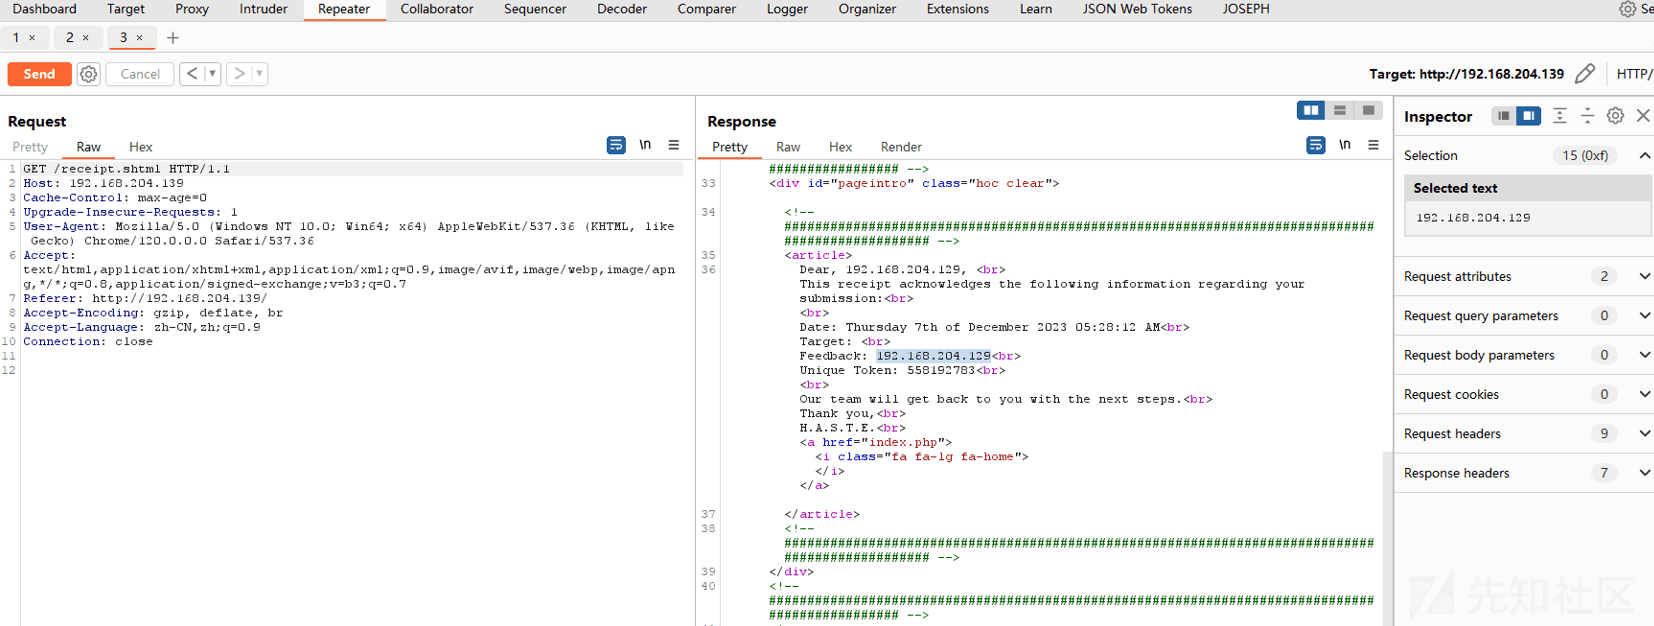 Dashboard Target Proxy Intruder Repeater Collaborator Sequencer Decoder Comparer Logger Organizer Extensions Learn JSON Web Tokens JOSEPH Se
1 × 2 × 3 × +
Send Cancel < ▾ > ▾ Target: http://192.168.204.139 HTTP/
Request
Pretty Raw Hex \n
1 GET /receipt.shtml HTTP/1.1
2 Host: 192.168.204.139
3 Cache-Control: max-age=0
4 Upgrade-Insecure-Requests: 1
5 User-Agent: Mozilla/5.0 (Windows NT 10.0; Win64; x64) AppleWebKit/537.36 (KHTML, like
Gecko) Chrome/120.0.0.0 Safari/537.36
6 Accept:
text/html,application/xhtml+xml,application/xml;q=0.9,image/avif,image/webp,image/apn
g,*/*;q=0.8,application/signed-exchange;v=b3;q=0.7
7 Referer: http://192.168.204.139/
8 Accept-Encoding: gzip, deflate, br
9 Accept-Language: zh-CN,zh;q=0.9
10 Connection: close
11
12
Response
Pretty Raw Hex Render \n
################# -->
33 <div id="pageintro" class="hoc clear">
34 <!--
#############################################################################
################### -->
35 <article>
36 Dear, 192.168.204.129, <br>
This receipt acknowledges the following information regarding your
submission:<br>
<br>
Date: Thursday 7th of December 2023 05:28:12 AM<br>
Target: <br>
Feedback: 192.168.204.129<br>
Unique Token: 558192783<br>
<br>
Our team will get back to you with the next steps.<br>
Thank you,<br>
H.A.S.T.E.<br>
<a href="index.php">
<i class="fa fa-lg fa-home">
</i>
</a>
37 </article>
38 <!--
#############################################################################
################### -->
39 </div>
40 <!--
###############################################################################
################# -->
Inspector
Selection 15 (0xf)
Selected text
192.168.204.129
Request attributes 2
Request query parameters 0
Request body parameters 0
Request cookies 0
Request headers 9
Response headers 7
先知社区